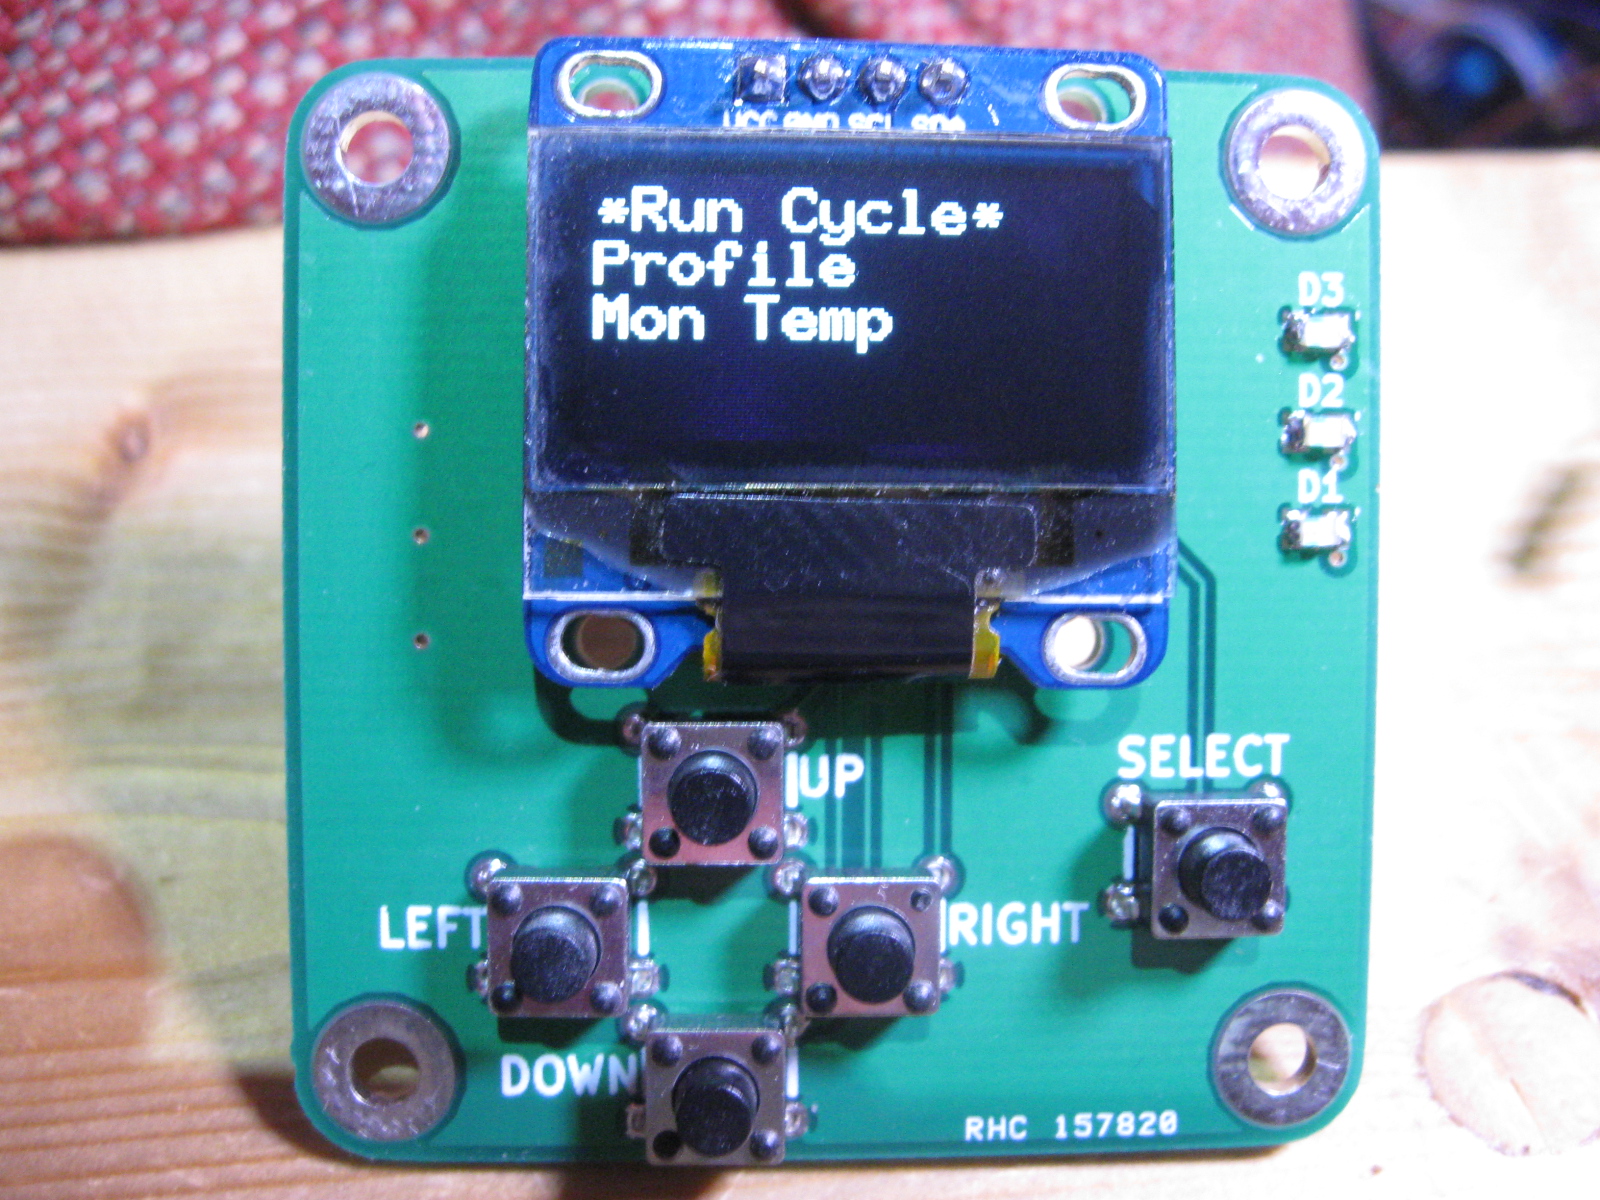 VCC GND SCL SDA
*Run Cycle*
Profile
Mon Temp
D3
D2
D1
UP
SELECT
LEFT
RIGHT
DOWN
RHC 157820